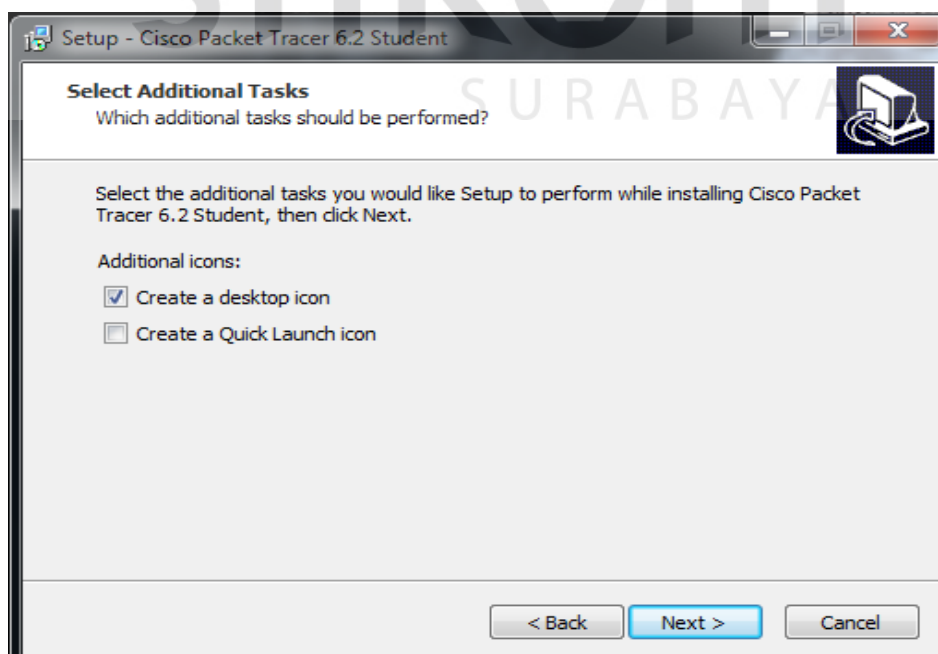 Setup - Cisco Packet Tracer 6.2 Student
SURABAYA
Select Additional Tasks
Which additional tasks should be performed?
Select the additional tasks you would like Setup to perform while installing Cisco Packet
Tracer 6.2 Student, then click Next.
Additional icons:
Create a desktop icon
Create a Quick Launch icon
< Back
Next >
Cancel